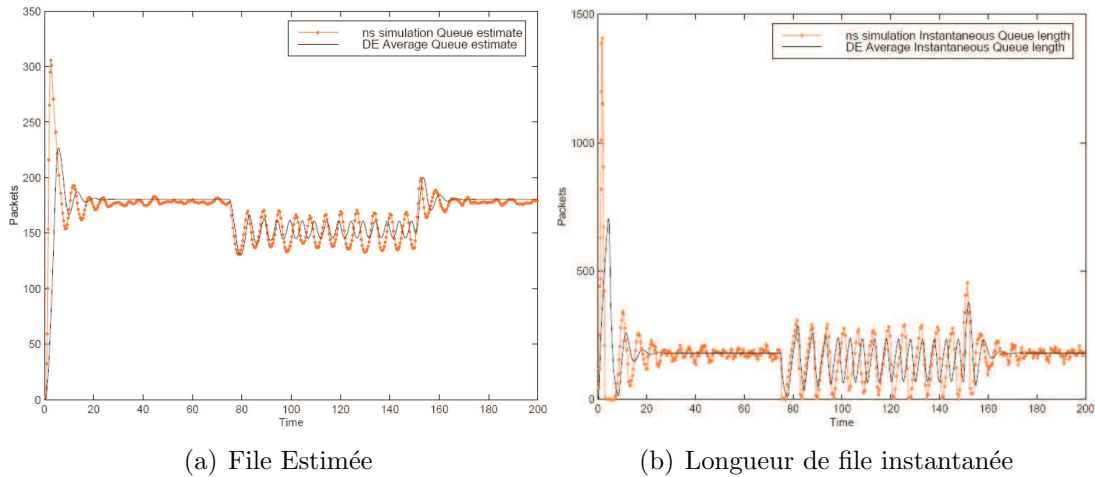 350
300
250
200
150
100
50
0
Packets
ns simulation Queue estimate
DE Average Queue estimate
0 20 40 60 80 100 120 140 160 180 200
Time
(a) File Estimée
1500
1000
500
0
Packets
ns simulation Instantaneous Queue length
DE Average Instantaneous Queue length
0 20 40 60 80 100 120 140 160 180 200
Time
(b) Longueur de file instantanée